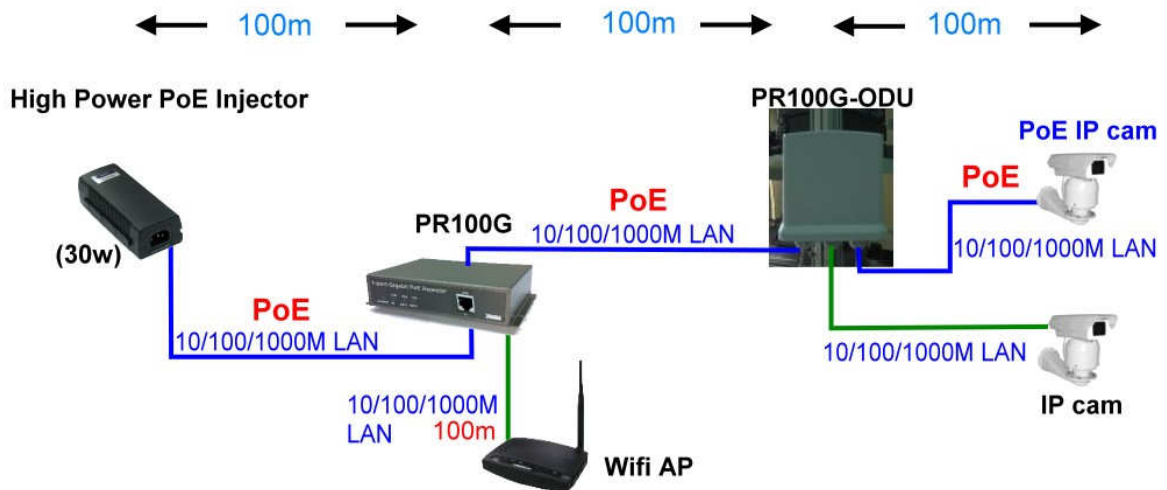 100m
100m
100m
High Power PoE Injector
PR100G-ODU
PoE IP cam
PoE
PoE
PR100G
10/100/1000M LAN
10/100/1000M LAN
(30w)
PoE
10/100/1000M LAN
10/100/1000M LAN
IP cam
10/100/1000M
LAN
100m
Wifi AP